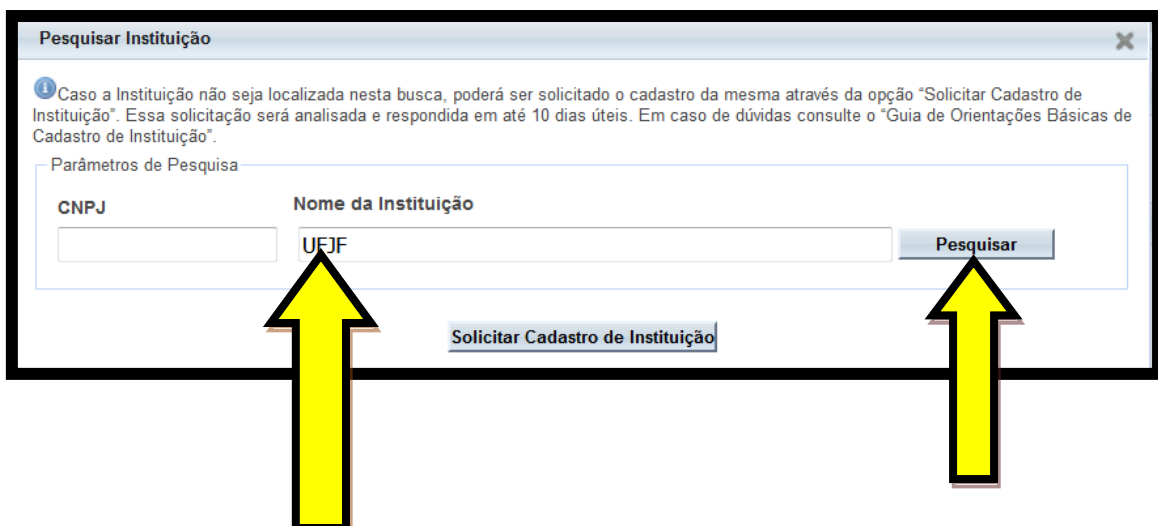 Pesquisar Instituição
Caso a Instituição não seja localizada nesta busca, poderá ser solicitado o cadastro da mesma através da opção “Solicitar Cadastro de
Instituição”. Essa solicitação será analisada e respondida em até 10 dias úteis. Em caso de dúvidas consulte o “Guia de Orientações Básicas de
Cadastro de Instituição”.
Parâmetros de Pesquisa
CNPJ
Nome da Instituição
UFJF
Pesquisar
Solicitar Cadastro de Instituição